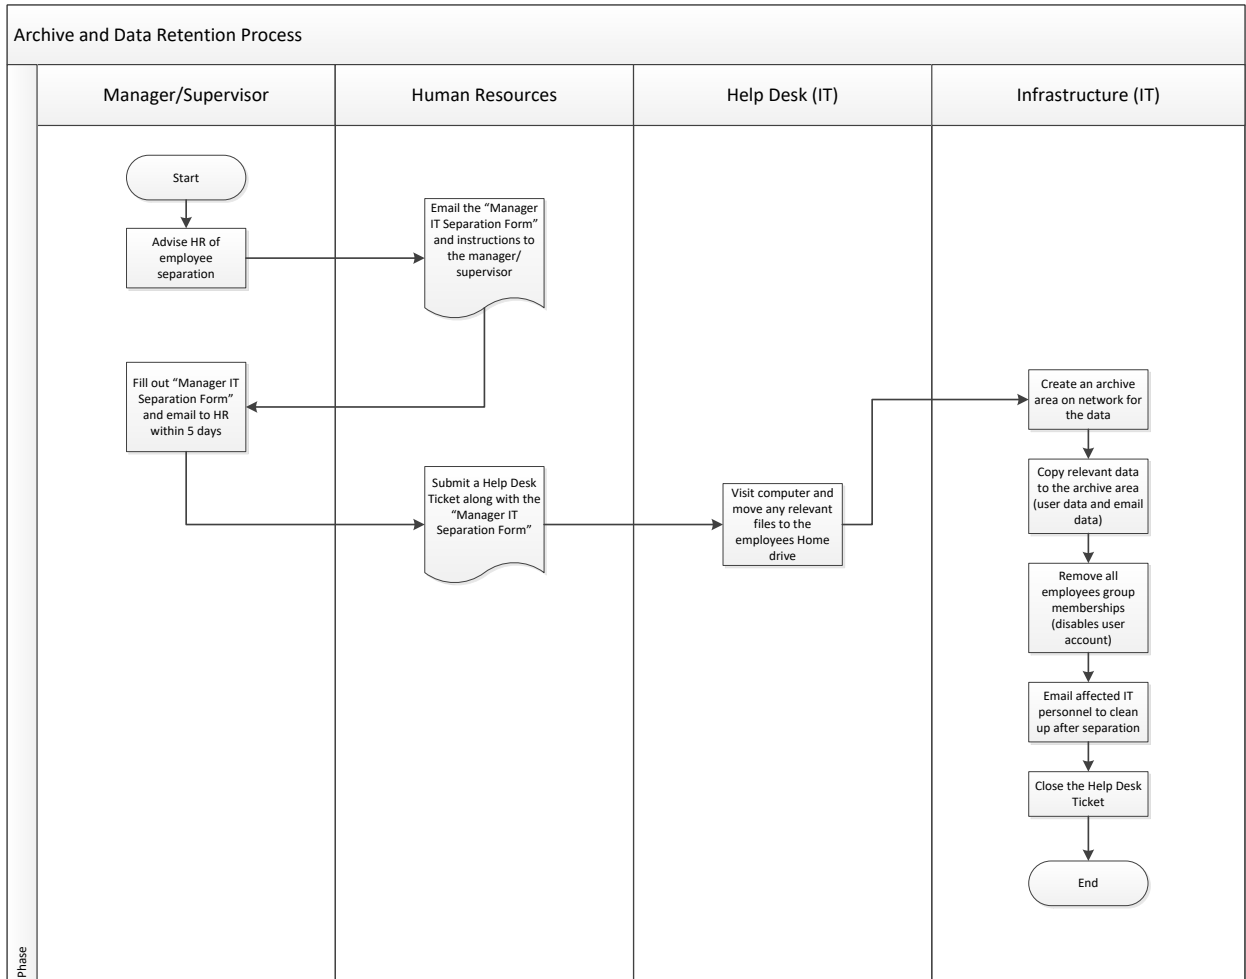 Archive and Data Retention Process
Manager/Supervisor
Human Resources
Help Desk (IT)
Infrastructure (IT)
Start
Advise HR of
employee
separation
Email the “Manager
IT Separation Form”
and instructions to
the manager/
supervisor
Fill out “Manager IT
Separation Form”
and email to HR
within 5 days
Submit a Help Desk
Ticket along with the
“Manager IT
Separation Form”
Visit computer and
move any relevant
files to the
employees Home
drive
Create an archive
area on network for
the data
Copy relevant data
to the archive area
(user data and email
data)
Remove all
employees group
memberships
(disables user
account)
Email affected IT
personnel to clean
up after separation
Close the Help Desk
Ticket
End
Phase